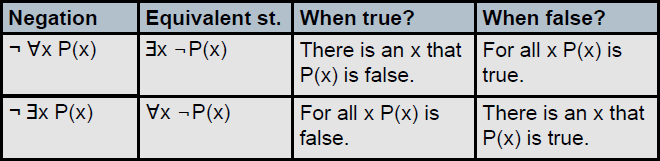 Negation Equivalent st. When true? When false?
¬ ∀x P(x) ∃x ¬P(x) There is an x that For all x P(x) is
P(x) is false. true.
¬ ∃x P(x) ∀x ¬P(x) For all x P(x) is There is an x that
false. P(x) is true.